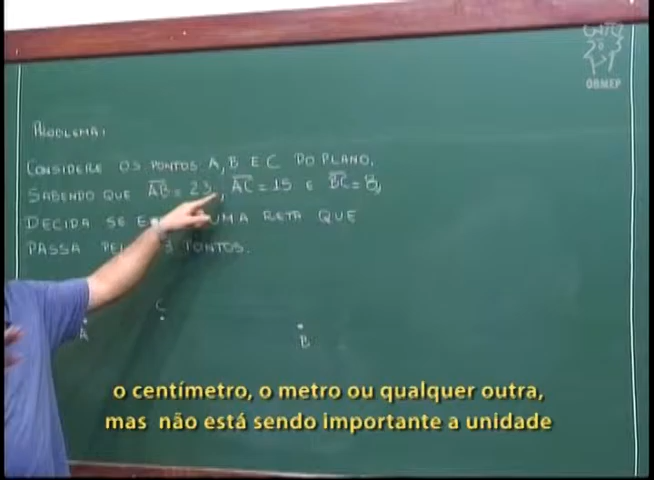 PROBLEMA:
CONSIDERE OS PONTOS A, B E C DO PLANO.
SABENDO QUE AB = 23, AC = 15 E BC = 8,
DECIDA SE UMA RETA QUE
PASSA 3 PONTOS.
C
A
B
o centímetro, o metro ou qualquer outra,
mas não está sendo importante a unidade
OBMEP